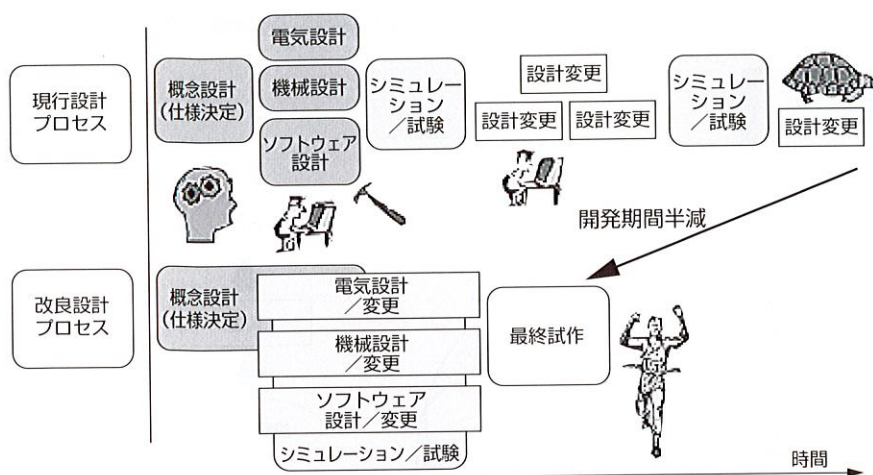 電気設計
現行設計
プロセス
概念設計
(仕様決定)
機械設計
ソフトウェア
設計
シミュレー
ション
/試験
設計変更
設計変更
設計変更
シミュレー
ション
/試験
設計変更
開発期間半減
改良設計
プロセス
概念設計
(仕様決定)
電気設計
/変更
機械設計
/変更
ソフトウェア
設計/変更
シミュレーション/試験
最終試作
時間